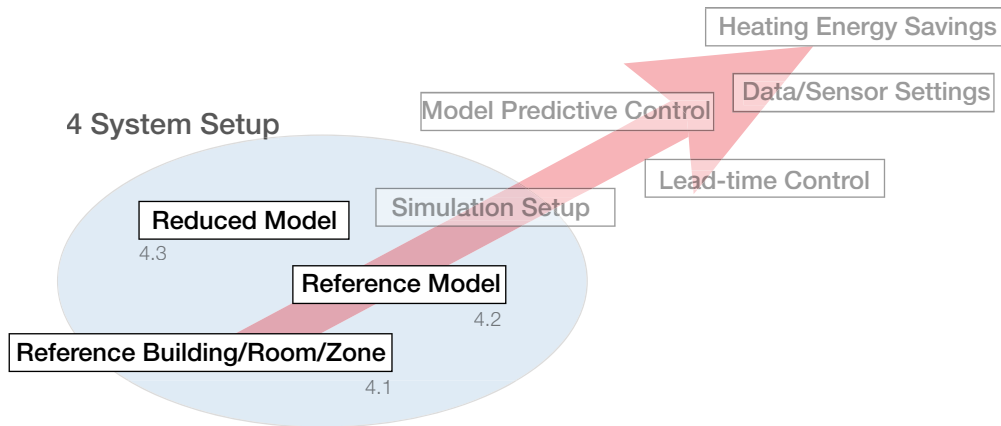 Heating Energy Savings
Data/Sensor Settings
Model Predictive Control
4 System Setup
Lead-time Control
Simulation Setup
Reduced Model
4.3
Reference Model
4.2
Reference Building/Room/Zone
4.1